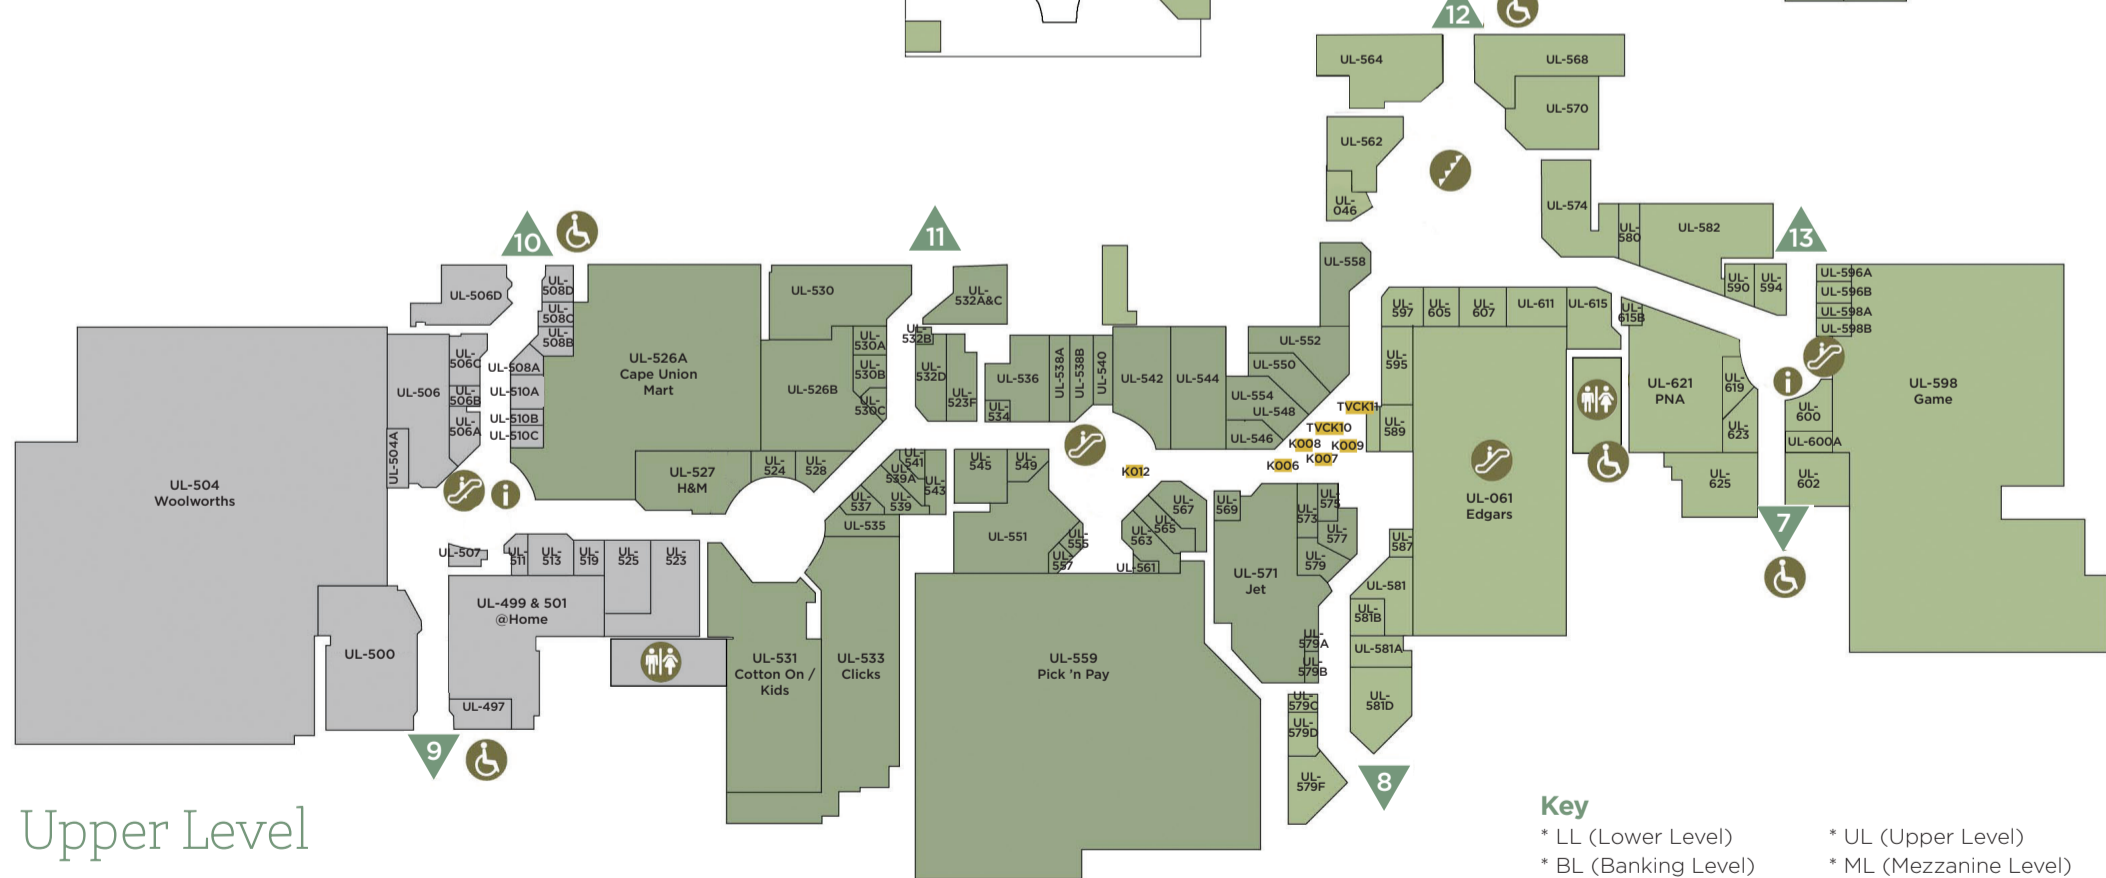 12
UL-564
UL-568
UL-570
UL-562
UL-
046
UL-574
UL-
580
UL-582
13
10
11
UL-506D
UL-
508D
UL-
508C
UL-
508B
UL-530
UL-
532A&C
UL-558
UL-
590
UL-
594
UL-596A
UL-596B
UL-598A
UL-598B
UL-
597
UL-
605
UL-
607
UL-611
UL-615
UL-
615B
UL-
532B
UL-
530A
UL-
530B
UL-
530C
UL-526A
Cape Union
Mart
UL-526B
UL-
532D
UL-
523F
UL-536
UL-
534
UL-538A
UL-538B
UL-540
UL-542
UL-544
UL-552
UL-550
UL-554
UL-548
UL-546
UL-
595
UL-
589
UL-506
UL-
506C
UL-
506B
UL-
506A
UL-508A
UL-510A
UL-510B
UL-510C
UL-504A
UL-504
Woolworths
i
UL-527
H&M
UL-
524
UL-
528
UL-
541
UL-
539A
UL-
543
UL-
537
UL-
539
UL-535
UL-
545
UL-
549
TVCK11
TVCK10
K008
K009
K007
K006
K012
UL-061
Edgars
UL-621
PNA
UL-
619
UL-
623
UL-
625
i
UL-
600
UL-600A
UL-
602
UL-598
Game
7
UL-507
UL-
511
UL-
513
UL-
519
UL-
525
UL-
523
UL-499 & 501
@Home
UL-500
UL-497
9
UL-531
Cotton On /
Kids
UL-533
Clicks
UL-551
UL-
555
UL-
557
UL-
567
UL-
565
UL-
563
UL-561
UL-559
Pick 'n Pay
UL-
569
UL-571
Jet
UL-
573
UL-
575
UL-
577
UL-
579
UL-
579A
UL-
579B
UL-
579C
UL-
579D
UL-
579F
UL-
587
UL-581
UL-
581B
UL-581A
UL-
581D
8
Upper Level
Key
* LL (Lower Level)
* UL (Upper Level)
* BL (Banking Level)
* ML (Mezzanine Level)